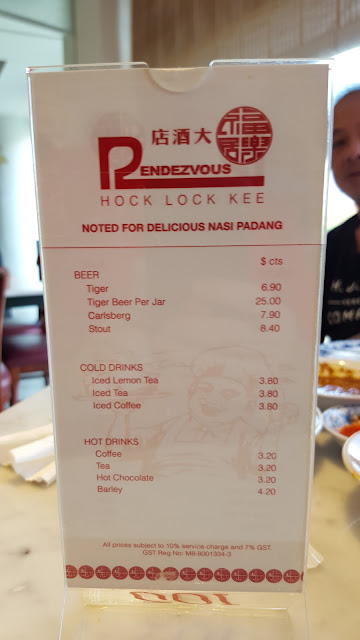 店酒大
RENDEZVOUS
HOCK LOCK KEE
NOTED FOR DELICIOUS NASI PADANG
$ cts
BEER
Tiger 6.90
Tiger Beer Per Jar 25.00
Carlsberg 7.90
Stout 8.40
COLD DRINKS
Iced Lemon Tea 3.80
Iced Tea 3.80
Iced Coffee 3.80
HOT DRINKS
Coffee 3.20
Tea 3.20
Hot Chocolate 3.20
Barley 4.20
All prices subject to 10% service charge and 7% GST.
GST Reg No: M8-8001334-3